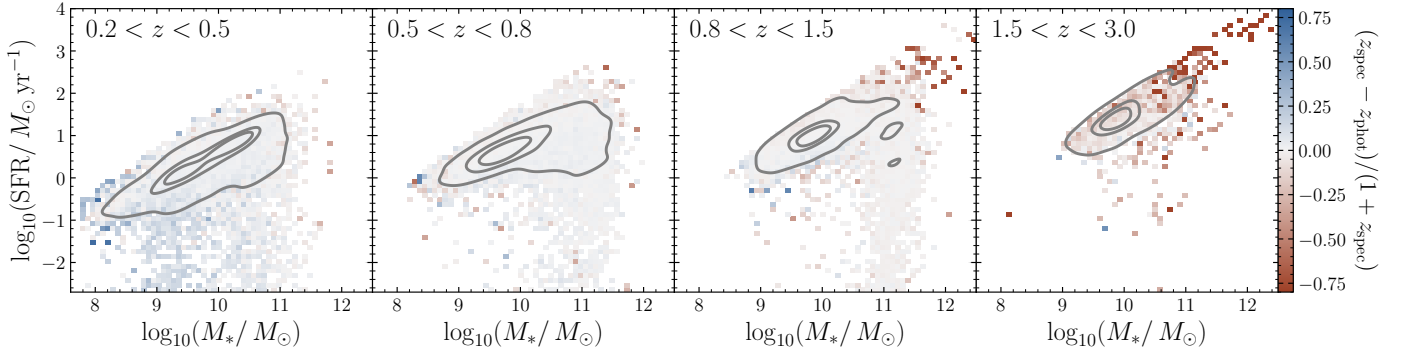 0.2 < z < 0.5
0.5 < z < 0.8
0.8 < z < 1.5
1.5 < z < 3.0
log₁₀(SFR/ M⊙ yr⁻¹)
4
3
2
1
0
−1
−2
8 9 10 11 12
8 9 10 11 12
8 9 10 11 12
8 9 10 11 12
log₁₀(M*/ M⊙)
log₁₀(M*/ M⊙)
log₁₀(M*/ M⊙)
log₁₀(M*/ M⊙)
0.75
0.50
0.25
0.00
−0.25
−0.50
−0.75
(z_spec − z_phot)/(1 + z_spec)